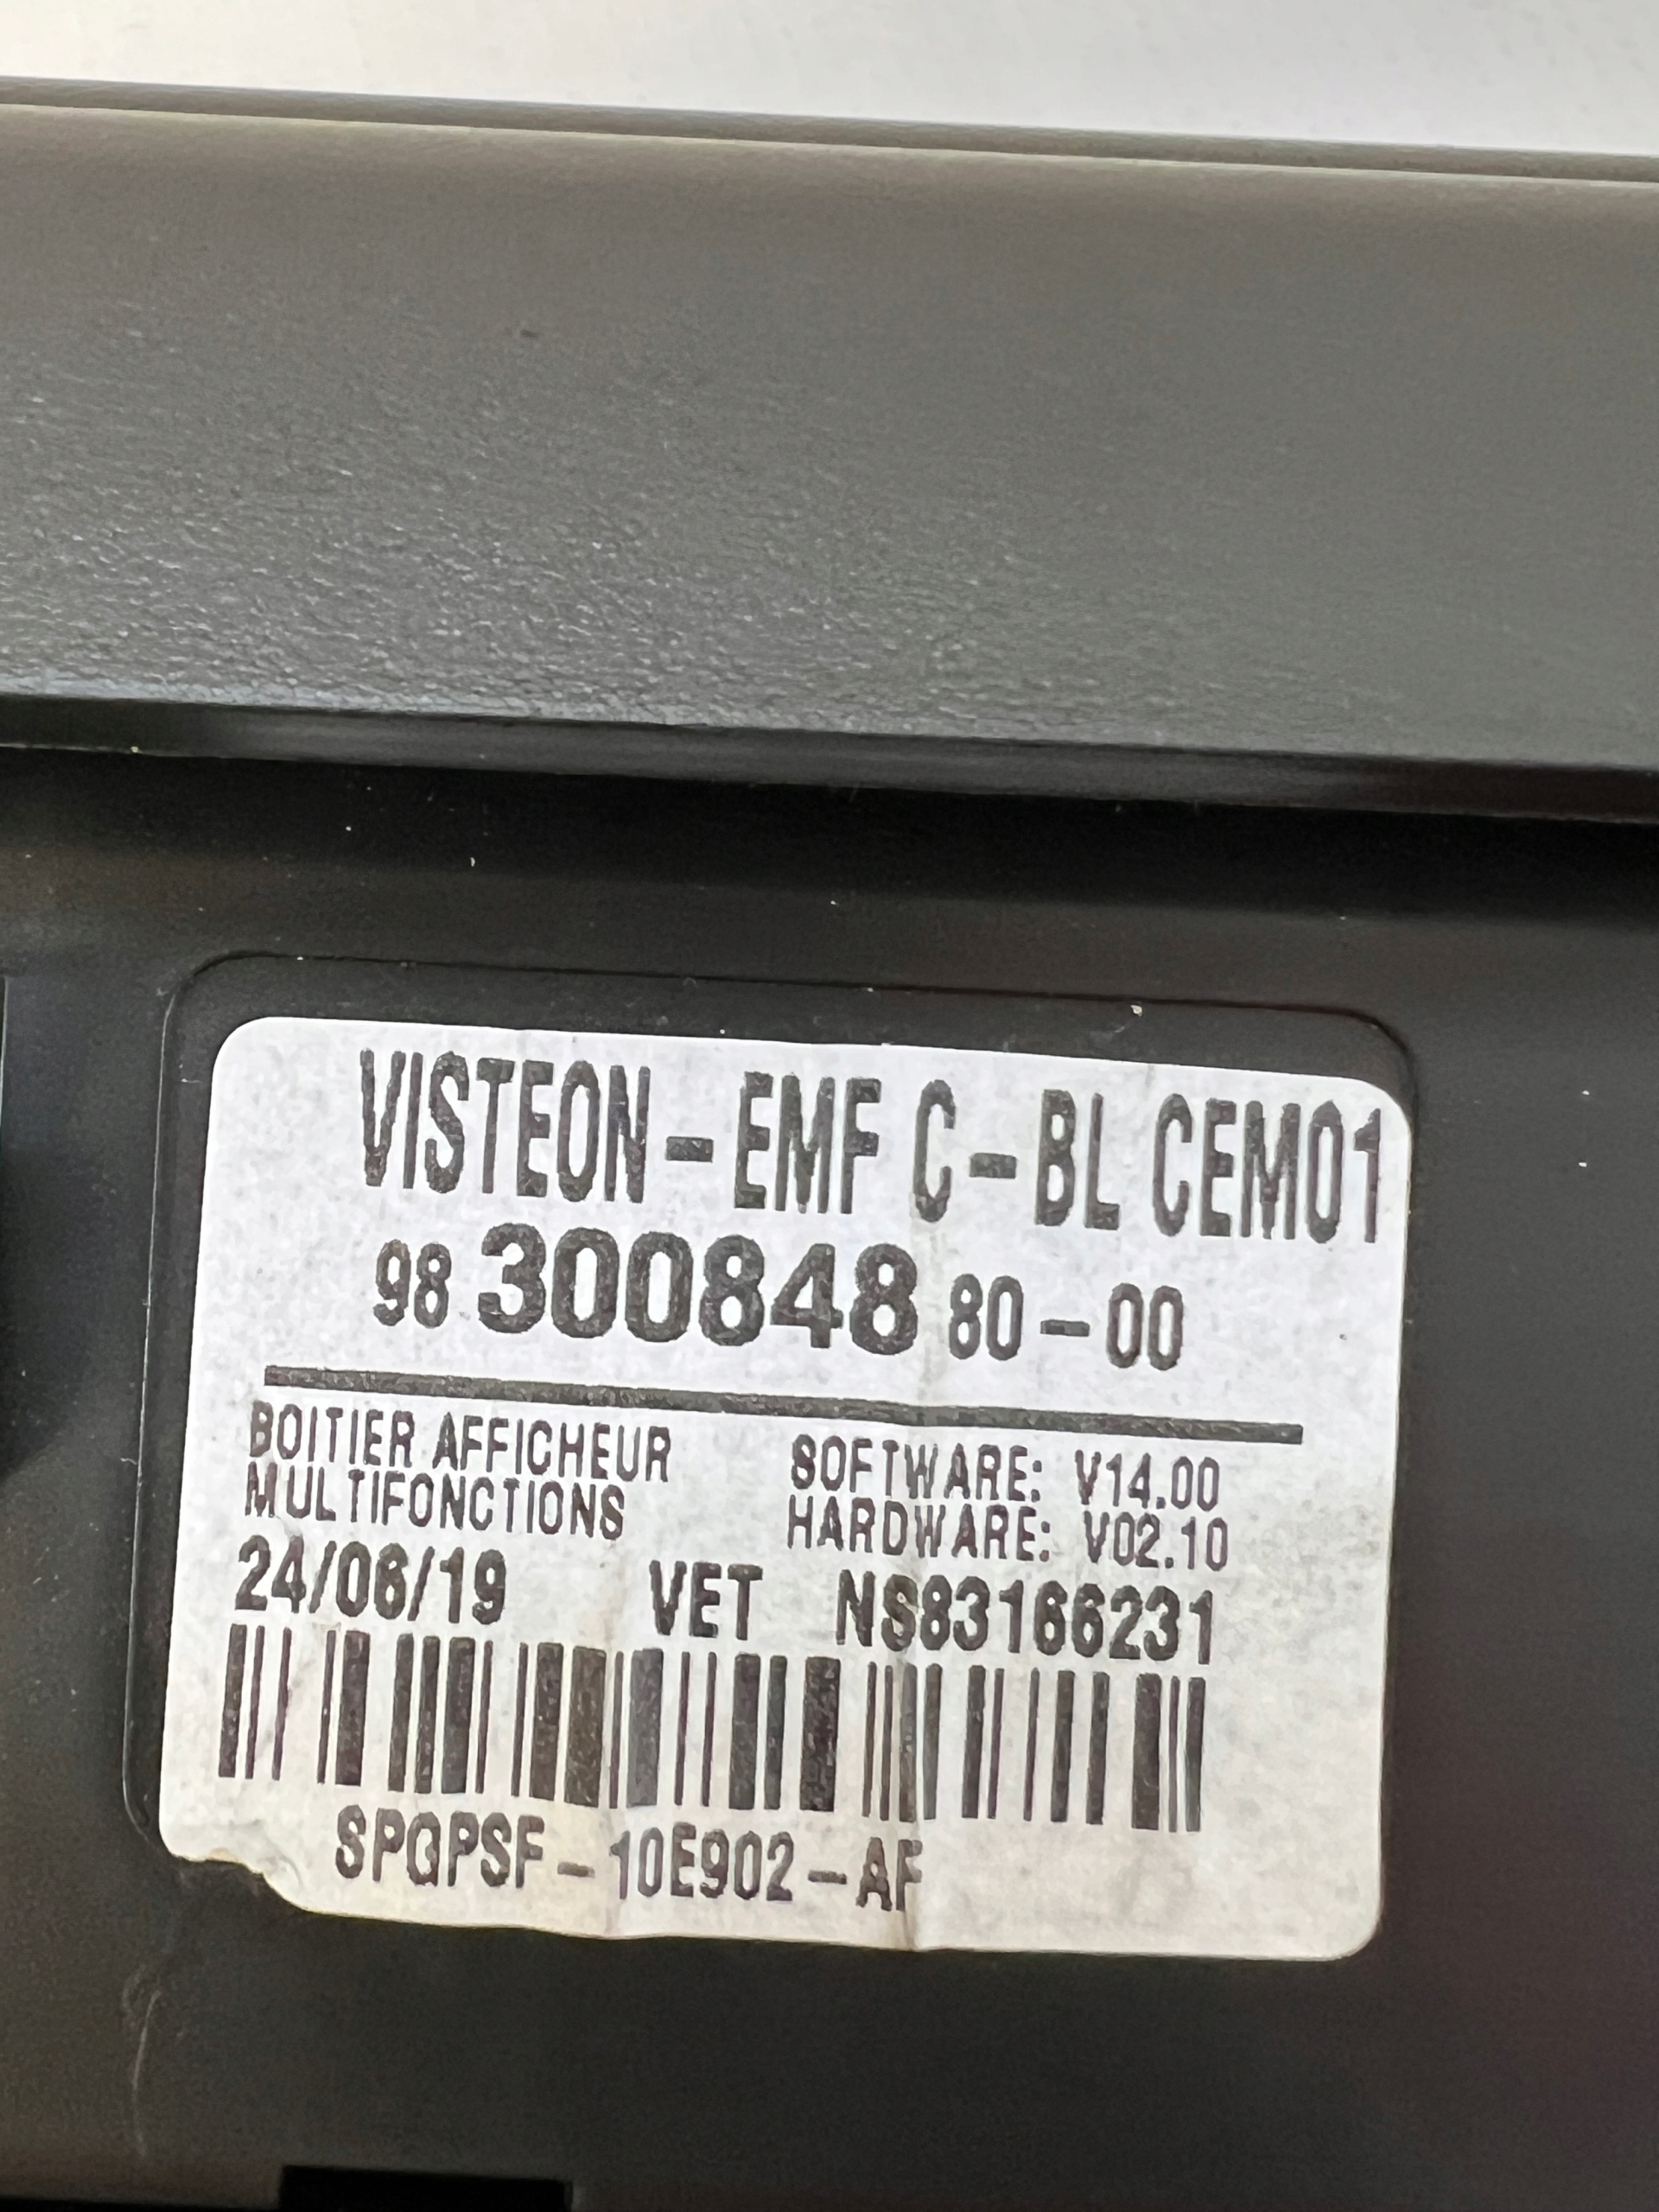 VISTEON-EMF C-BL CEM01
98 300848 80-00
BOITIER AFFICHEUR SOFTWARE: V14.00
MULTIFONCTIONS HARDWARE: V02.10
24/06/19 VET NS83166231
SPGPSF-10E902-AF